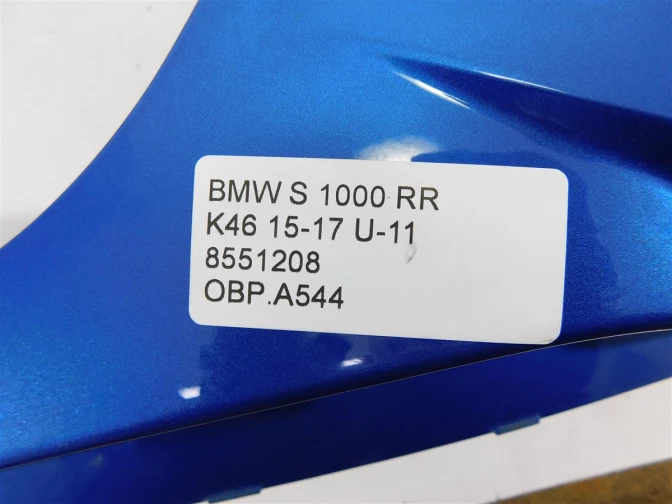 BMW S 1000 RR
K46 15-17 U-11
8551208
OBP.A544